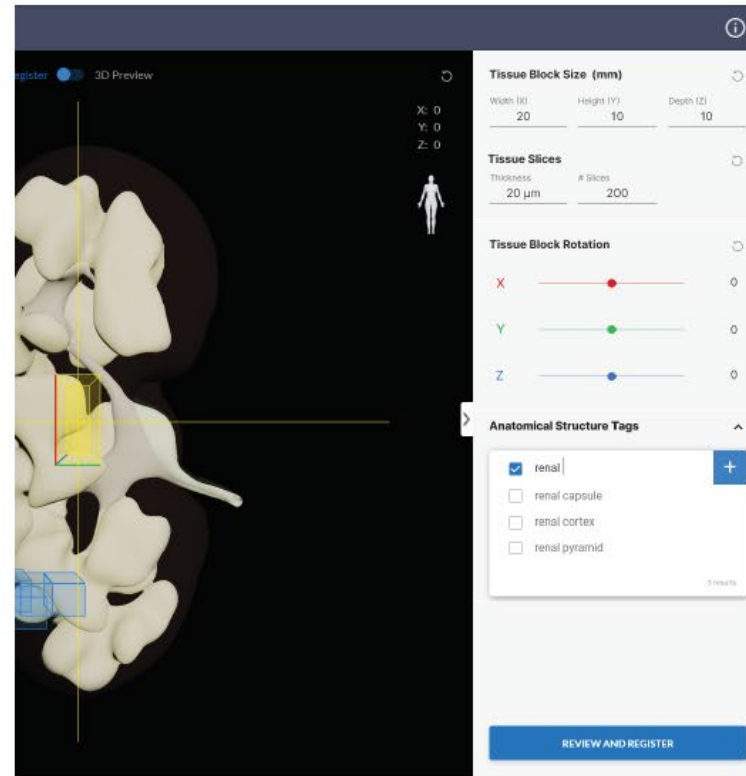 egister 3D Preview
X: 0
Y: 0
Z: 0
Tissue Block Size (mm)
Width (X) Height (Y) Depth (Z)
20 10 10
Tissue Slices
Thickness # Slices
20 µm 200
Tissue Block Rotation
X 0
Y 0
Z 0
Anatomical Structure Tags
renal
+
renal capsule
renal cortex
renal pyramid
results
REVIEW AND REGISTER